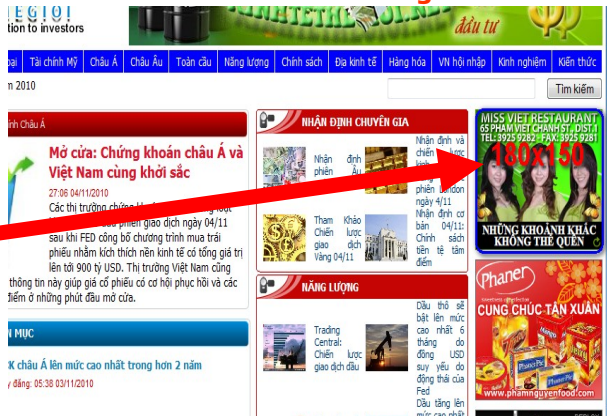 tion to investors
đầu tư
Tài chính Mỹ Châu Á Châu Âu Toàn cầu Năng lượng Chính sách Địa kinh tế Hàng hóa VN hội nhập Kinh nghiệm Kiến thức
2010
Tìm kiếm
Châu Á
Mở cửa: Chứng khoán châu Á và
Việt Nam cùng khởi sắc
27:06 04/11/2010
Các thị trường
phiên giao dịch ngày 04/11
sau khi FED công bố chương trình mua trái
phiếu nhằm kích thích nền kinh tế có tổng giá trị
lên tới 900 tỷ USD. Thị trường Việt Nam cũng
thông tin này giúp giá cổ phiếu có cơ hội phục hồi và các
điểm ở những phút đầu mở cửa.
MỤC
K châu Á lên mức cao nhất trong hơn 2 năm
đăng: 05:38 03/11/2010
NHẬN ĐỊNH CHUYÊN GIA
Nhận định
phiên Âu
Nhận định và
chiến lược
phiên London
ngày 4/11
Tham Khảo
Chiến lược
giao dịch
Vàng 04/11
Nhận định cơ
bản 04/11:
Chính sách
tiền tệ tâm
điểm
NĂNG LƯỢNG
Trading
Central:
Chiến lược
giao dịch dầu
Dầu thô sẽ
bật lên mức
cao nhất 6
tháng do
đồng USD
suy yếu do
động thái của
Fed
Dầu tăng lên
mức cao nhất
MISS VIET RESTAURANT
65 PHAM VIET CHANH ST., DIST.1
TEL: 3925 9282 - FAX: 3925 9281
180x150
NHỮNG KHOẢNH KHẮC
KHÔNG THỂ QUÊN
Phaner
CUNG CHÚC TÂN XUÂN
Mango
www.phamnguyenfood.com